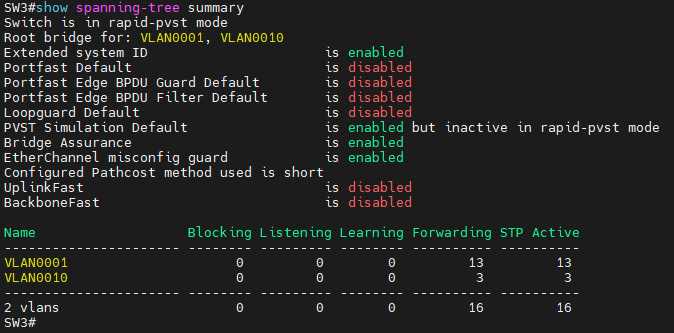 SW3#show spanning-tree summary
Switch is in rapid-pvst mode
Root bridge for: VLAN0001, VLAN0010
Extended system ID                      is enabled
Portfast Default                        is disabled
Portfast Edge BPDU Guard Default        is disabled
Portfast Edge BPDU Filter Default       is disabled
Loopguard Default                       is disabled
PVST Simulation Default                 is enabled but inactive in rapid-pvst mode
Bridge Assurance                        is enabled
EtherChannel misconfig guard            is enabled
Configured Pathcost method used is short
UplinkFast                              is disabled
BackboneFast                            is disabled

Name                   Blocking Listening Learning Forwarding STP Active
---------------------- -------- --------- -------- ---------- ----------
VLAN0001                     0         0        0         13         13
VLAN0010                     0         0        0          3          3
---------------------- -------- --------- -------- ---------- ----------
2 vlans                      0         0        0         16         16
SW3#